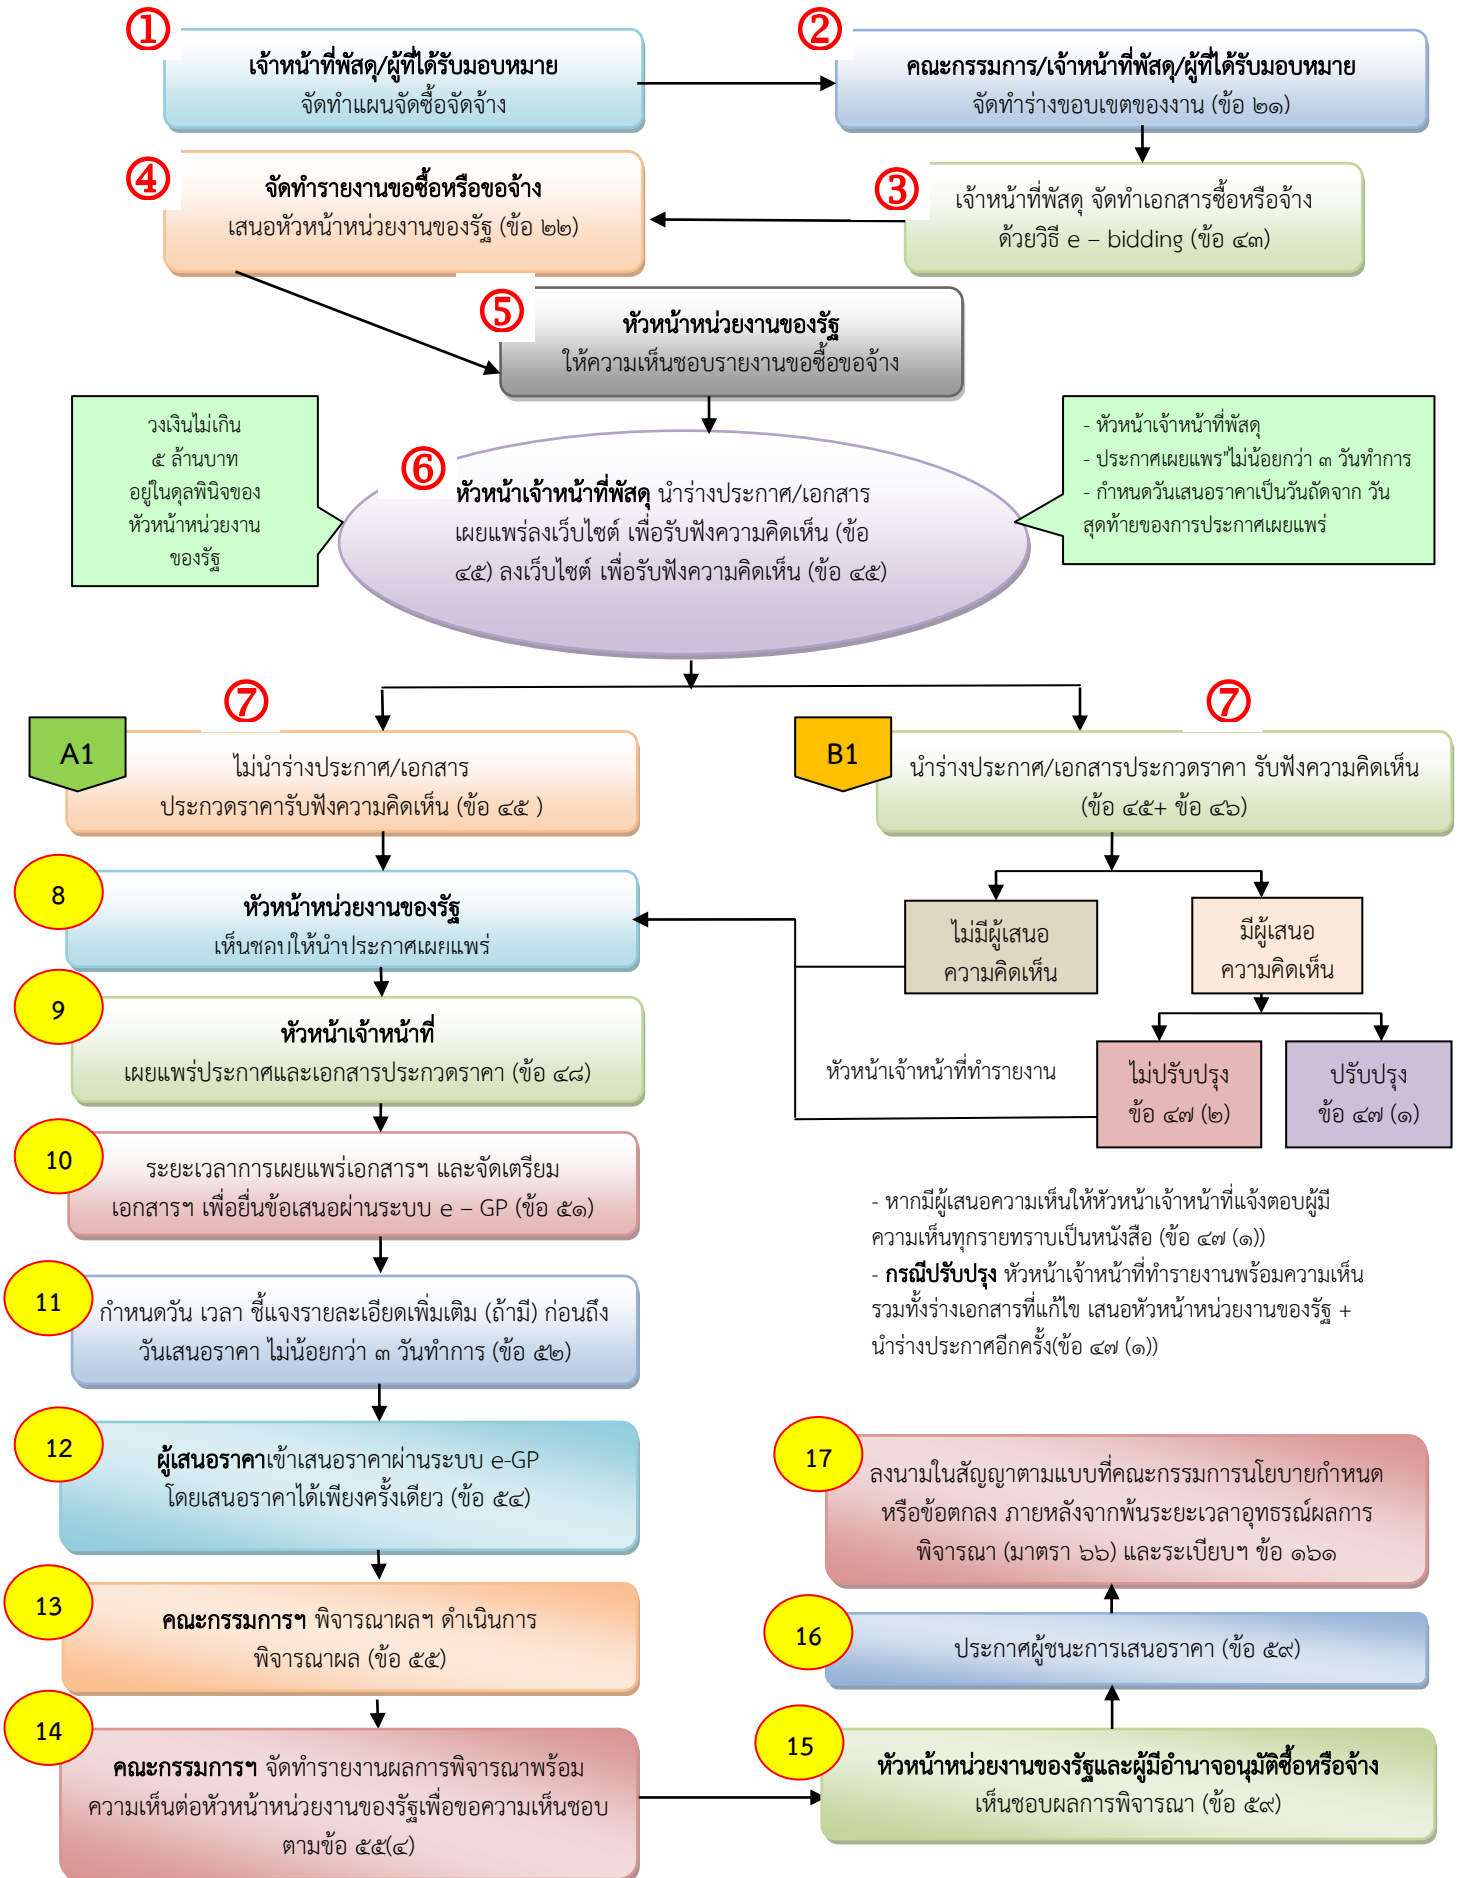 ①
เจ้าหน้าที่พัสดุ/ผู้ที่ได้รับมอบหมาย
จัดทำแผนจัดซื้อจัดจ้าง
②
คณะกรรมการ/เจ้าหน้าที่พัสดุ/ผู้ที่ได้รับมอบหมาย
จัดทำร่างขอบเขตของงาน (ข้อ ๒๑)
③
เจ้าหน้าที่พัสดุ จัดทำเอกสารซื้อหรือจ้าง
ด้วยวิธี e – bidding (ข้อ ๔๓)
④
จัดทำรายงานขอซื้อหรือขอจ้าง
เสนอหัวหน้าหน่วยงานของรัฐ (ข้อ ๒๒)
⑤
หัวหน้าหน่วยงานของรัฐ
ให้ความเห็นชอบรายงานขอซื้อขอจ้าง
วงเงินไม่เกิน
๕ ล้านบาท
อยู่ในดุลพินิจของ
หัวหน้าหน่วยงาน
ของรัฐ
⑥
หัวหน้าเจ้าหน้าที่พัสดุ นำร่างประกาศ/เอกสาร
เผยแพร่ลงเว็บไซต์ เพื่อรับฟังความคิดเห็น (ข้อ
๔๕) ลงเว็บไซต์ เพื่อรับฟังความคิดเห็น (ข้อ ๔๕)
- หัวหน้าเจ้าหน้าที่พัสดุ
- ประกาศเผยแพร"ไม่น้อยกว่า ๓ วันทำการ
- กำหนดวันเสนอราคาเป็นวันถัดจาก วัน
สุดท้ายของการประกาศเผยแพร่
⑦
A1
ไม่นำร่างประกาศ/เอกสาร
ประกวดราคารับฟังความคิดเห็น (ข้อ ๔๕ )
⑦
B1
นำร่างประกาศ/เอกสารประกวดราคา รับฟังความคิดเห็น
(ข้อ ๔๕+ ข้อ ๔๖)
8
หัวหน้าหน่วยงานของรัฐ
เห็นชอบให้นำประกาศเผยแพร่
ไม่มีผู้เสนอ
ความคิดเห็น
มีผู้เสนอ
ความคิดเห็น
9
หัวหน้าเจ้าหน้าที่
เผยแพร่ประกาศและเอกสารประกวดราคา (ข้อ ๔๘)
หัวหน้าเจ้าหน้าที่ทำรายงาน
ไม่ปรับปรุง
ข้อ ๔๗ (๒)
ปรับปรุง
ข้อ ๔๗ (๑)
10
ระยะเวลาการเผยแพร่เอกสารฯ และจัดเตรียม
เอกสารฯ เพื่อยื่นข้อเสนอผ่านระบบ e – GP (ข้อ ๕๑)
- หากมีผู้เสนอความเห็นให้หัวหน้าเจ้าหน้าที่แจ้งตอบผู้มี
ความเห็นทุกรายทราบเป็นหนังสือ (ข้อ ๔๗ (๑))
- กรณีปรับปรุง หัวหน้าเจ้าหน้าที่ทำรายงานพร้อมความเห็น
รวมทั้งร่างเอกสารที่แก้ไข เสนอหัวหน้าหน่วยงานของรัฐ +
นำร่างประกาศอีกครั้ง(ข้อ ๔๗ (๑))
11
กำหนดวัน เวลา ชี้แจงรายละเอียดเพิ่มเติม (ถ้ามี) ก่อนถึง
วันเสนอราคา ไม่น้อยกว่า ๓ วันทำการ (ข้อ ๕๒)
12
ผู้เสนอราคาเข้าเสนอราคาผ่านระบบ e-GP
โดยเสนอราคาได้เพียงครั้งเดียว (ข้อ ๕๔)
13
คณะกรรมการฯ พิจารณาผลฯ ดำเนินการ
พิจารณาผล (ข้อ ๕๕)
14
คณะกรรมการฯ จัดทำรายงานผลการพิจารณาพร้อม
ความเห็นต่อหัวหน้าหน่วยงานของรัฐเพื่อขอความเห็นชอบ
ตามข้อ ๕๕(๔)
17
ลงนามในสัญญาตามแบบที่คณะกรรมการนโยบายกำหนด
หรือข้อตกลง ภายหลังจากพ้นระยะเวลาอุทธรณ์ผลการ
พิจารณา (มาตรา ๖๖) และระเบียบฯ ข้อ ๑๖๑
16
ประกาศผู้ชนะการเสนอราคา (ข้อ ๕๙)
15
หัวหน้าหน่วยงานของรัฐและผู้มีอำนาจอนุมัติซื้อหรือจ้าง
เห็นชอบผลการพิจารณา (ข้อ ๕๙)